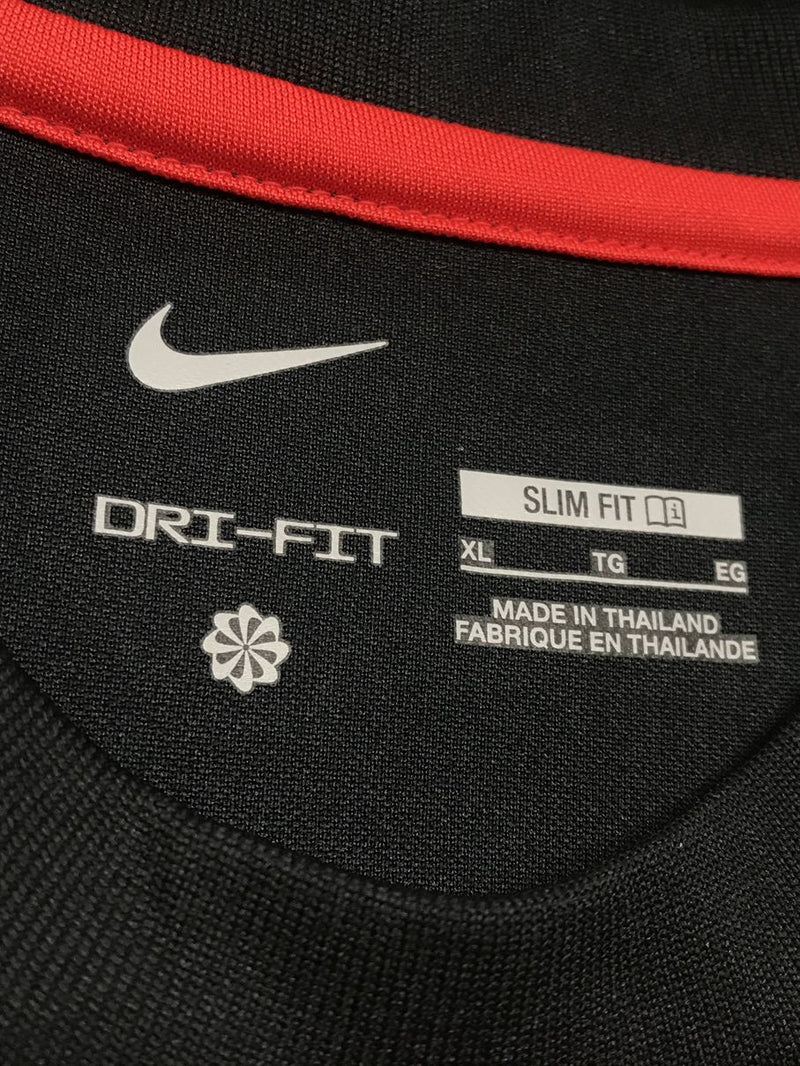 DRI-FIT
SLIM FIT
XL TG EG
MADE IN THAILAND
FABRIQUE EN THAILANDE